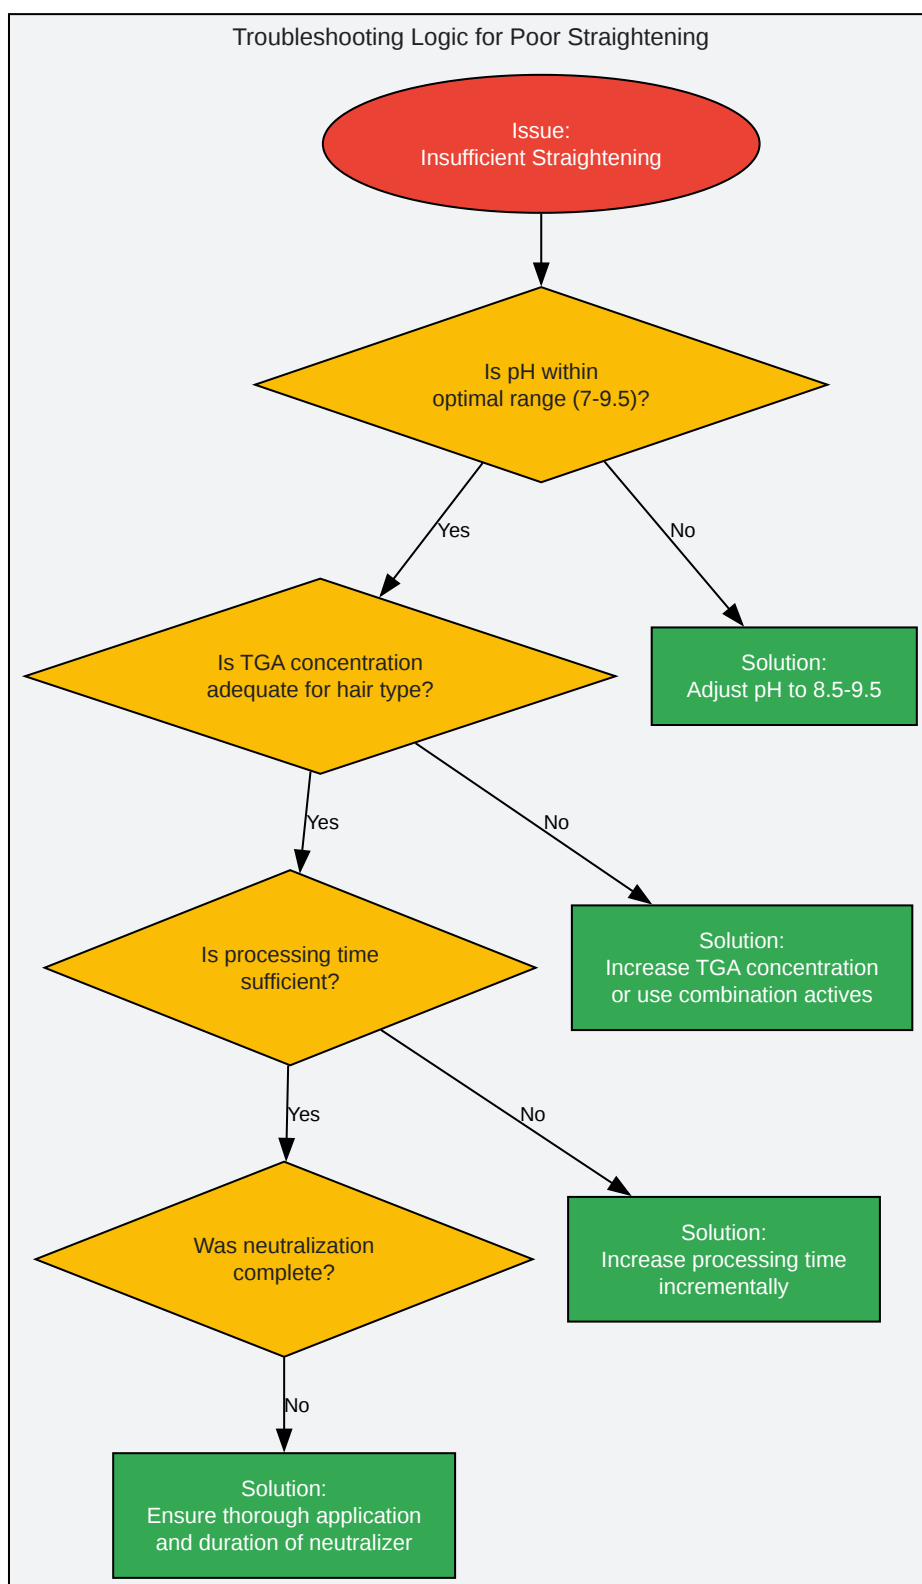 Troubleshooting Logic for Poor Straightening
Issue:
Insufficient Straightening
Is pH within
optimal range (7-9.5)?
Yes
No
Is TGA concentration
adequate for hair type?
Solution:
Adjust pH to 8.5-9.5
Yes
No
Is processing time
sufficient?
Solution:
Increase TGA concentration
or use combination actives
Yes
No
Was neutralization
complete?
Solution:
Increase processing time
incrementally
No
Solution:
Ensure thorough application
and duration of neutralizer